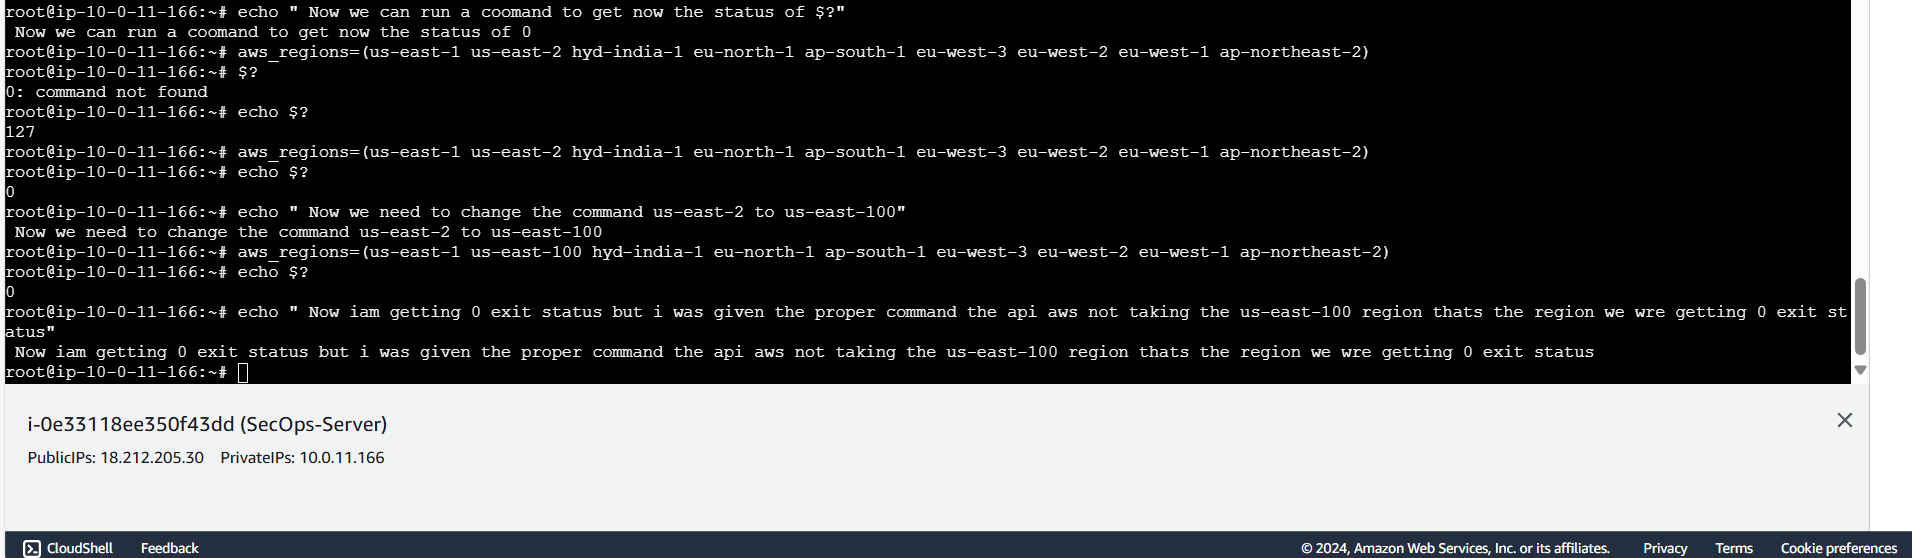 root@ip-10-0-11-166:~# echo " Now we can run a coomand to get now the status of $?"
 Now we can run a coomand to get now the status of 0
root@ip-10-0-11-166:~# aws_regions=(us-east-1 us-east-2 hyd-india-1 eu-north-1 ap-south-1 eu-west-3 eu-west-2 eu-west-1 ap-northeast-2)
root@ip-10-0-11-166:~# $?
0: command not found
root@ip-10-0-11-166:~# echo $?
127
root@ip-10-0-11-166:~# aws_regions=(us-east-1 us-east-2 hyd-india-1 eu-north-1 ap-south-1 eu-west-3 eu-west-2 eu-west-1 ap-northeast-2)
root@ip-10-0-11-166:~# echo $?
0
root@ip-10-0-11-166:~# echo " Now we need to change the command us-east-2 to us-east-100"
 Now we need to change the command us-east-2 to us-east-100
root@ip-10-0-11-166:~# aws_regions=(us-east-1 us-east-100 hyd-india-1 eu-north-1 ap-south-1 eu-west-3 eu-west-2 eu-west-1 ap-northeast-2)
root@ip-10-0-11-166:~# echo $?
0
root@ip-10-0-11-166:~# echo " Now iam getting 0 exit status but i was given the proper command the api aws not taking the us-east-100 region thats the region we wre getting 0 exit st
atus"
 Now iam getting 0 exit status but i was given the proper command the api aws not taking the us-east-100 region thats the region we wre getting 0 exit status
root@ip-10-0-11-166:~#
i-0e33118ee350f43dd (SecOps-Server)
PublicIPs: 18.212.205.30 PrivateIPs: 10.0.11.166
CloudShell Feedback © 2024, Amazon Web Services, Inc. or its affiliates. Privacy Terms Cookie preferences